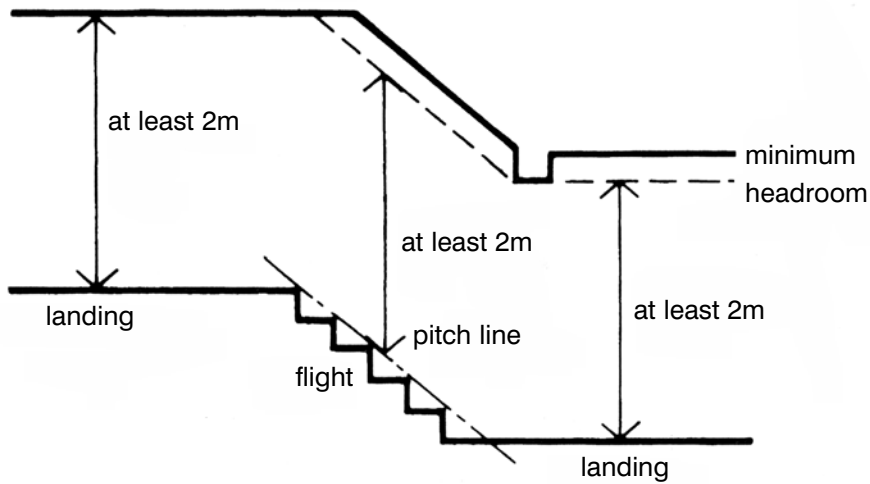 at least 2m
minimum
headroom
at least 2m
at least 2m
landing
pitch line
flight
landing